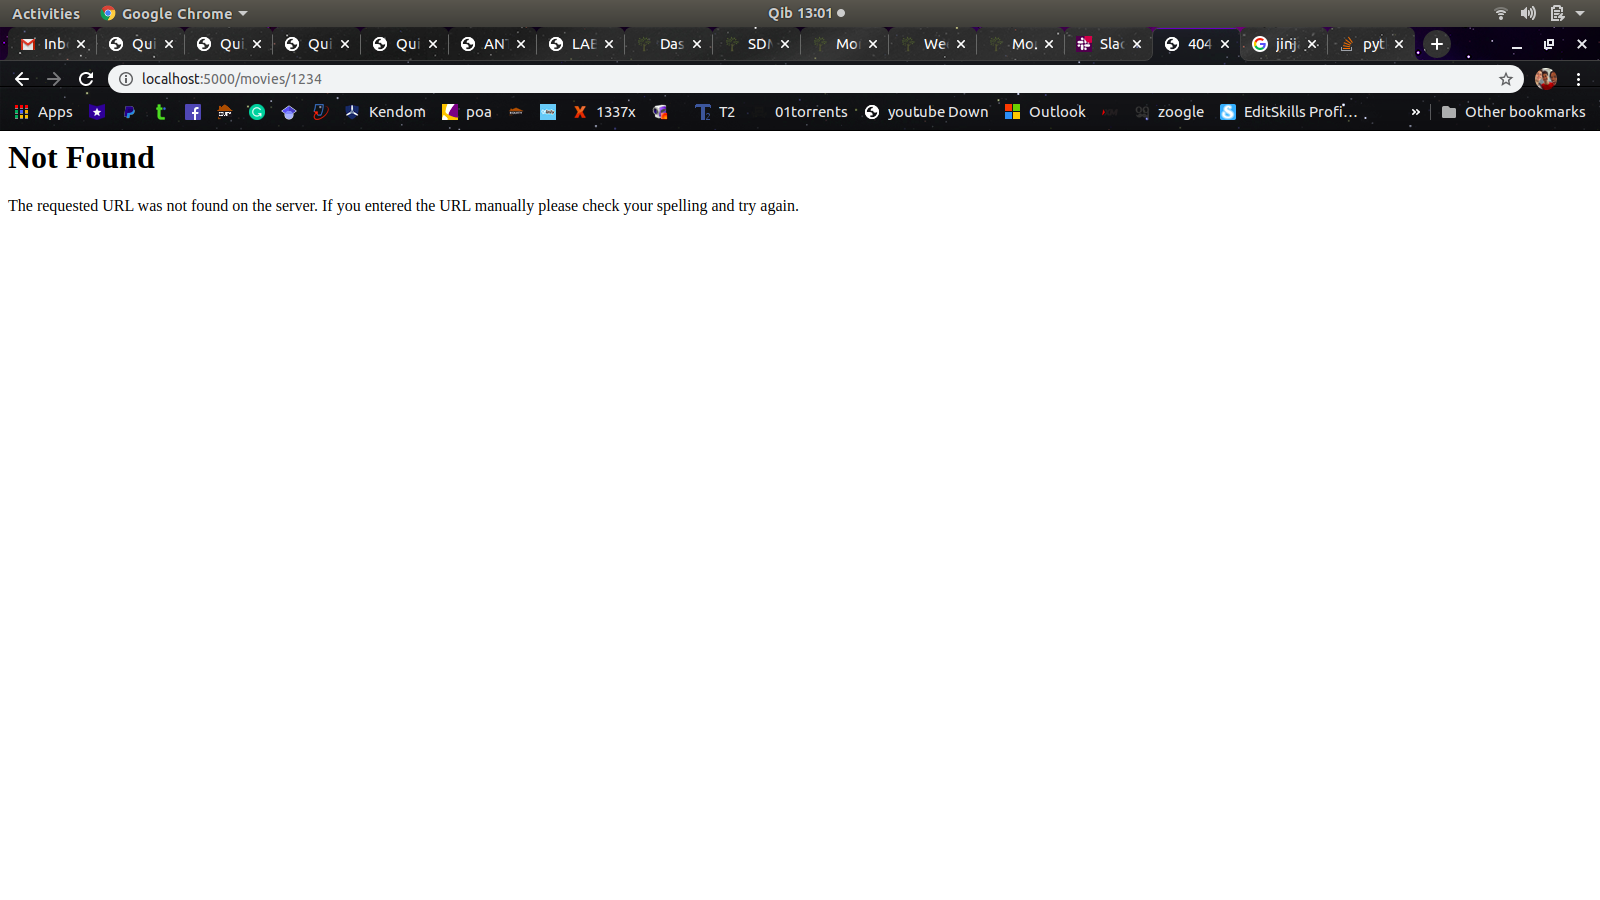 Activities Google Chrome Qib 13:01
Inb Qui Qui Qui Qui AN LAB Das SDM Mo We Mo Sla 404 jinj pyt
localhost:5000/movies/1234
Apps Kendom poa 1337x T2 01torrents youtube Down Outlook zoogle EditSkills Profi... » Other bookmarks
Not Found
The requested URL was not found on the server. If you entered the URL manually please check your spelling and try again.